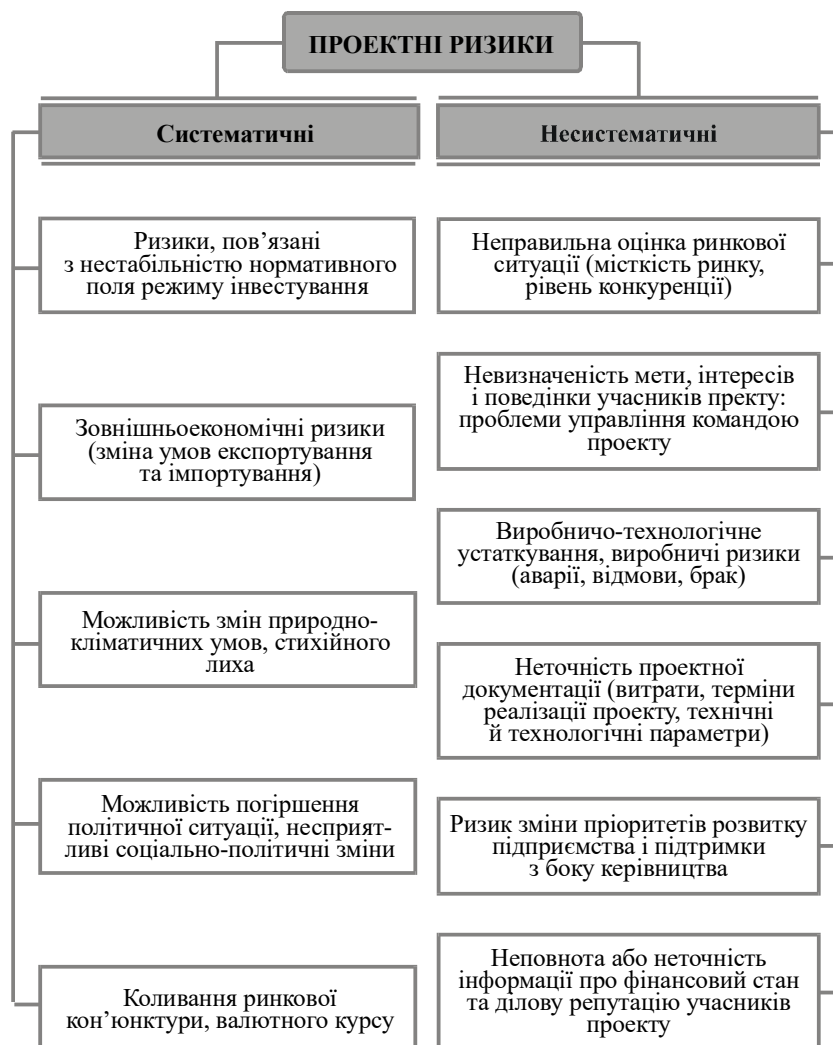 ПРОЕКТНІ РИЗИКИ
Систематичні
Ризики, пов’язані
з нестабільністю нормативного
поля режиму інвестування
Зовнішньоекономічні ризики
(зміна умов експортування
та імпортування)
Можливість змін природно-
кліматичних умов, стихійного
лиха
Можливість погіршення
політичної ситуації, несприят-
ливі соціально-політичні зміни
Коливання ринкової
кон’юнктури, валютного курсу
Несистематичні
Неправильна оцінка ринкової
ситуації (місткість ринку,
рівень конкуренції)
Невизначеність мети, інтересів
і поведінки учасників пректу:
проблеми управління командою
проекту
Виробничо-технологічне
устаткування, виробничі ризики
(аварії, відмови, брак)
Неточність проектної
документації (витрати, терміни
реалізації проекту, технічні
й технологічні параметри)
Ризик зміни пріоритетів розвитку
підприємства і підтримки
з боку керівництва
Неповнота або неточність
інформації про фінансовий стан
та ділову репутацію учасників
проекту